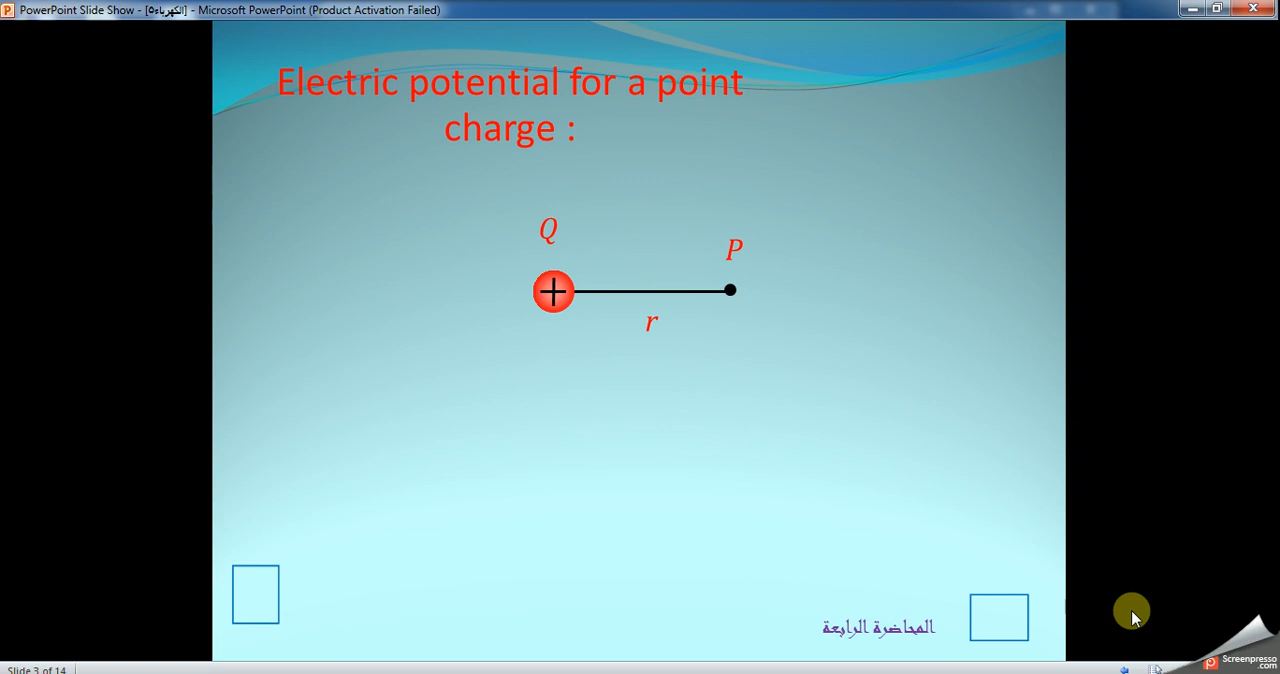 PowerPoint Slide Show - [الكهرباء٥] - Microsoft PowerPoint (Product Activation Failed)
Electric potential for a point
charge :
Q
P
r
المحاضرة الرابعة
Slide 3 of 14
Screenpresso
.com